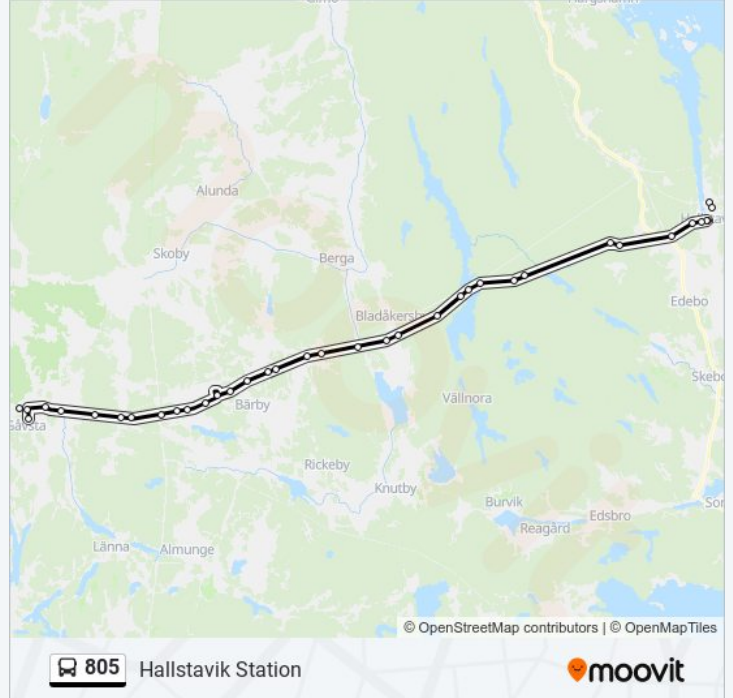 Alunda
Skoby
Berga
Edebo
Bladåkersb
Skebo
Vällnora
Bärby
Rickeby
Knutby
Burvik
Edsbro
Reagård
Länna
Almunge
© OpenStreetMap contributors | © OpenMapTiles
805 Hallstavik Station
moovit